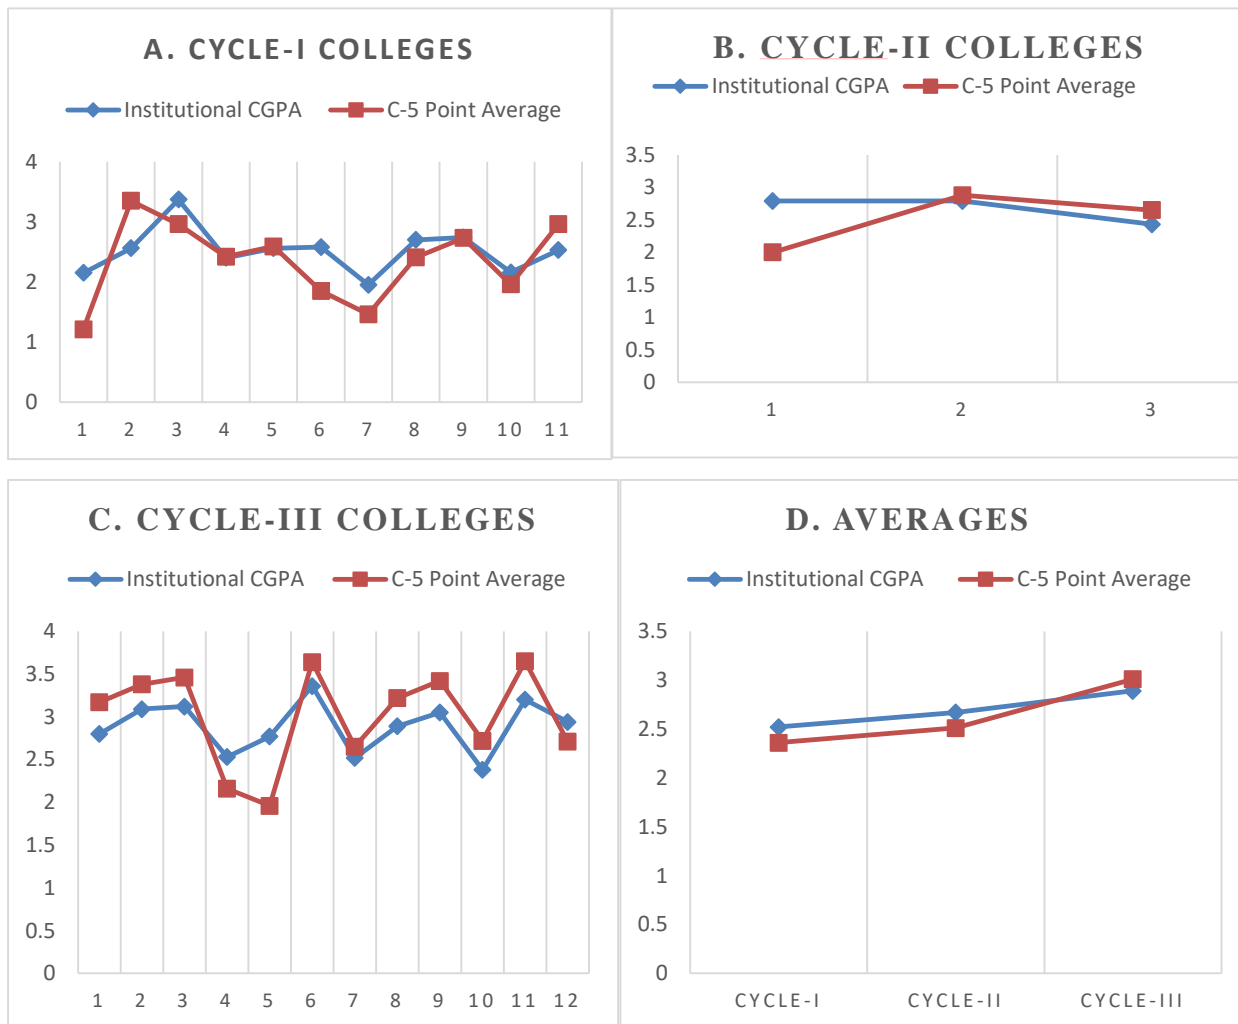 A. CYCLE-I COLLEGES
Institutional CGPA C-5 Point Average
4
3
2
1
0
1 2 3 4 5 6 7 8 9 10 11
B. CYCLE-II COLLEGES
Institutional CGPA C-5 Point Average
3.5
3
2.5
2
1.5
1
0.5
0
1 2 3
C. CYCLE-III COLLEGES
Institutional CGPA C-5 Point Average
4
3.5
3
2.5
2
1.5
1
0.5
0
1 2 3 4 5 6 7 8 9 10 11 12
D. AVERAGES
Institutional CGPA C-5 Point Average
3.5
3
2.5
2
1.5
1
0.5
0
CYCLE-I CYCLE-II CYCLE-III